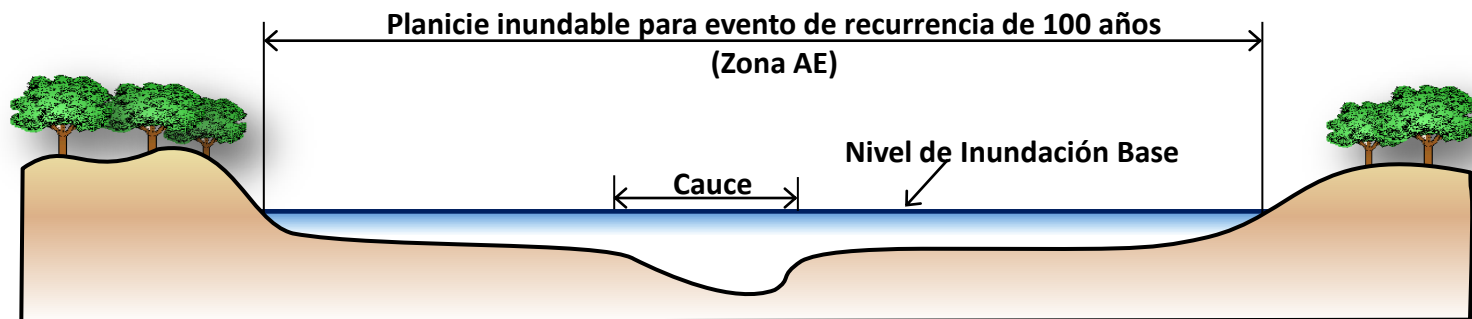 Planicie inundable para evento de recurrencia de 100 años
(Zona AE)
Nivel de Inundación Base
Cauce